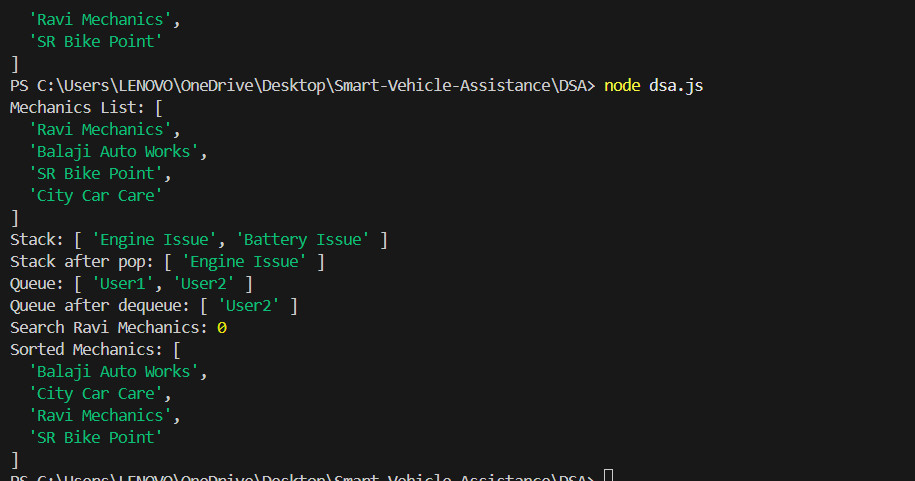 'Ravi Mechanics',
  'SR Bike Point'
]
PS C:\Users\LENOVO\OneDrive\Desktop\Smart-Vehicle-Assistance\DSA> node dsa.js
Mechanics List: [
  'Ravi Mechanics',
  'Balaji Auto Works',
  'SR Bike Point',
  'City Car Care'
]
Stack: [ 'Engine Issue', 'Battery Issue' ]
Stack after pop: [ 'Engine Issue' ]
Queue: [ 'User1', 'User2' ]
Queue after dequeue: [ 'User2' ]
Search Ravi Mechanics: 0
Sorted Mechanics: [
  'Balaji Auto Works',
  'City Car Care',
  'Ravi Mechanics',
  'SR Bike Point'
]
PS C:\Users\LENOVO\OneDrive\Desktop\Smart-Vehicle-Assistance\DSA>